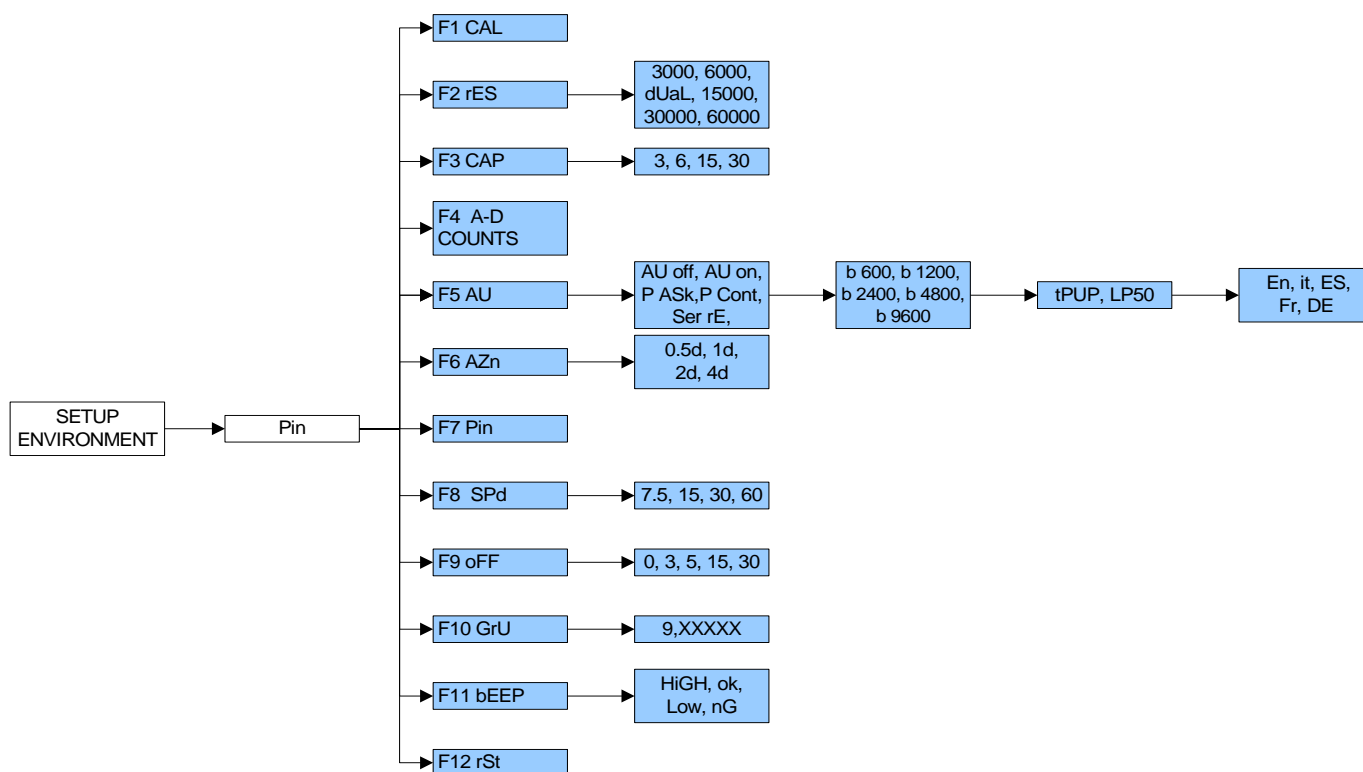 F1 CAL
F2 rES
3000, 6000,
dUaL, 15000,
30000, 60000
F3 CAP
3, 6, 15, 30
F4 A-D
COUNTS
F5 AU
AU off, AU on,
P ASk,P Cont,
Ser rE,
b 600, b 1200,
b 2400, b 4800,
b 9600
tPUP, LP50
En, it, ES,
Fr, DE
F6 AZn
0.5d, 1d,
2d, 4d
SETUP
ENVIRONMENT
Pin
F7 Pin
F8 SPd
7.5, 15, 30, 60
F9 oFF
0, 3, 5, 15, 30
F10 GrU
9,XXXXX
F11 bEEP
HiGH, ok,
Low, nG
F12 rSt